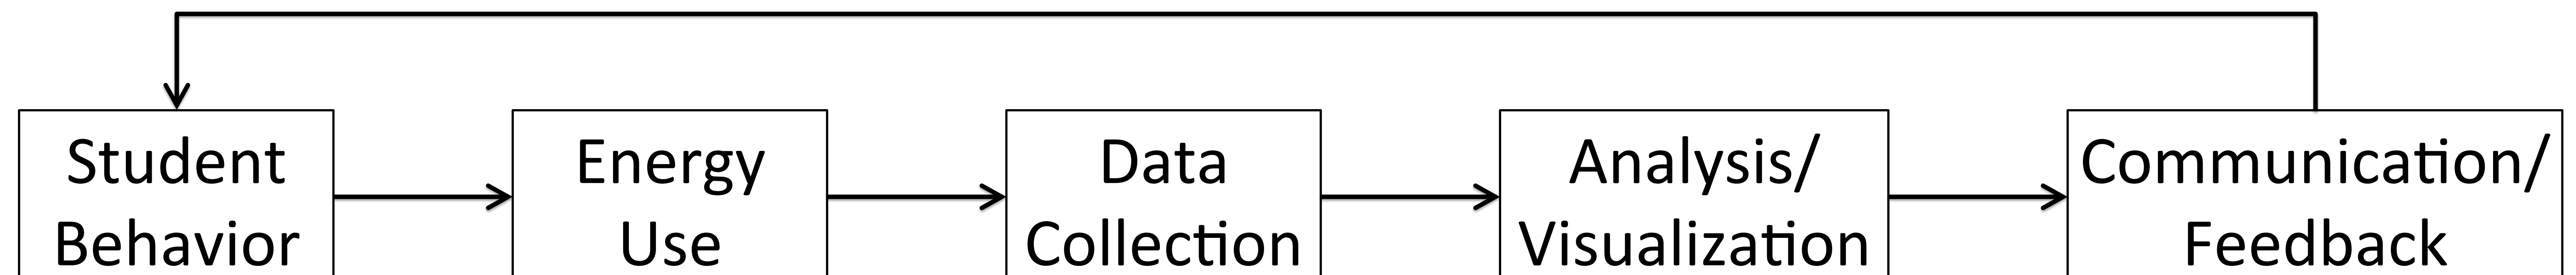 Student
Behavior
Energy
Use
Data
Collection
Analysis/
Visualization
Communication/
Feedback